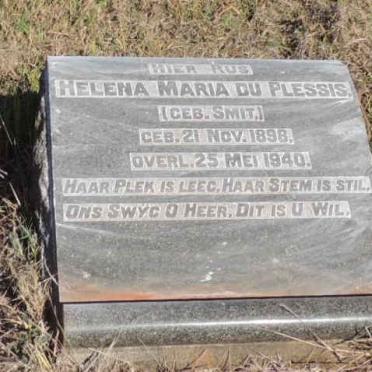 HIER RUS
HELENA MARIA DU PLESSIS
(GEB. SMIT.)
GEB. 21 NOV. 1898.
OVERL. 25 MEI 1940.
HAAR PLEK IS LEEG, HAAR STEM IS STIL.
ONS SWYG O HEER, DIT IS U WIL.